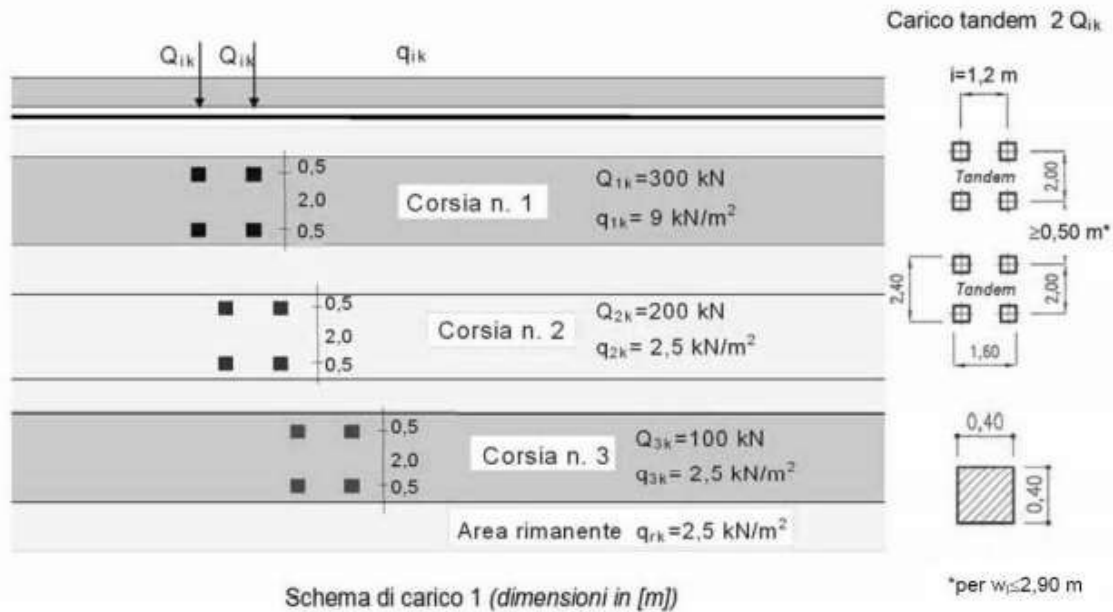 Carico tandem 2 Qik
Qik Qik qik
i=1,2 m
0,5
2,0
0,5
Corsia n. 1
Q1k=300 kN
q1k= 9 kN/m²
Tandem
2,00
≥0,50 m*
0,5
2,0
0,5
Corsia n. 2
Q2k=200 kN
q2k= 2,5 kN/m²
2,40
Tandem
2,00
1,60
0,5
2,0
0,5
Corsia n. 3
Q3k=100 kN
q3k= 2,5 kN/m²
0,40
0,40
Area rimanente qrk=2,5 kN/m²
Schema di carico 1 (dimensioni in [m])
*per wi≤2,90 m